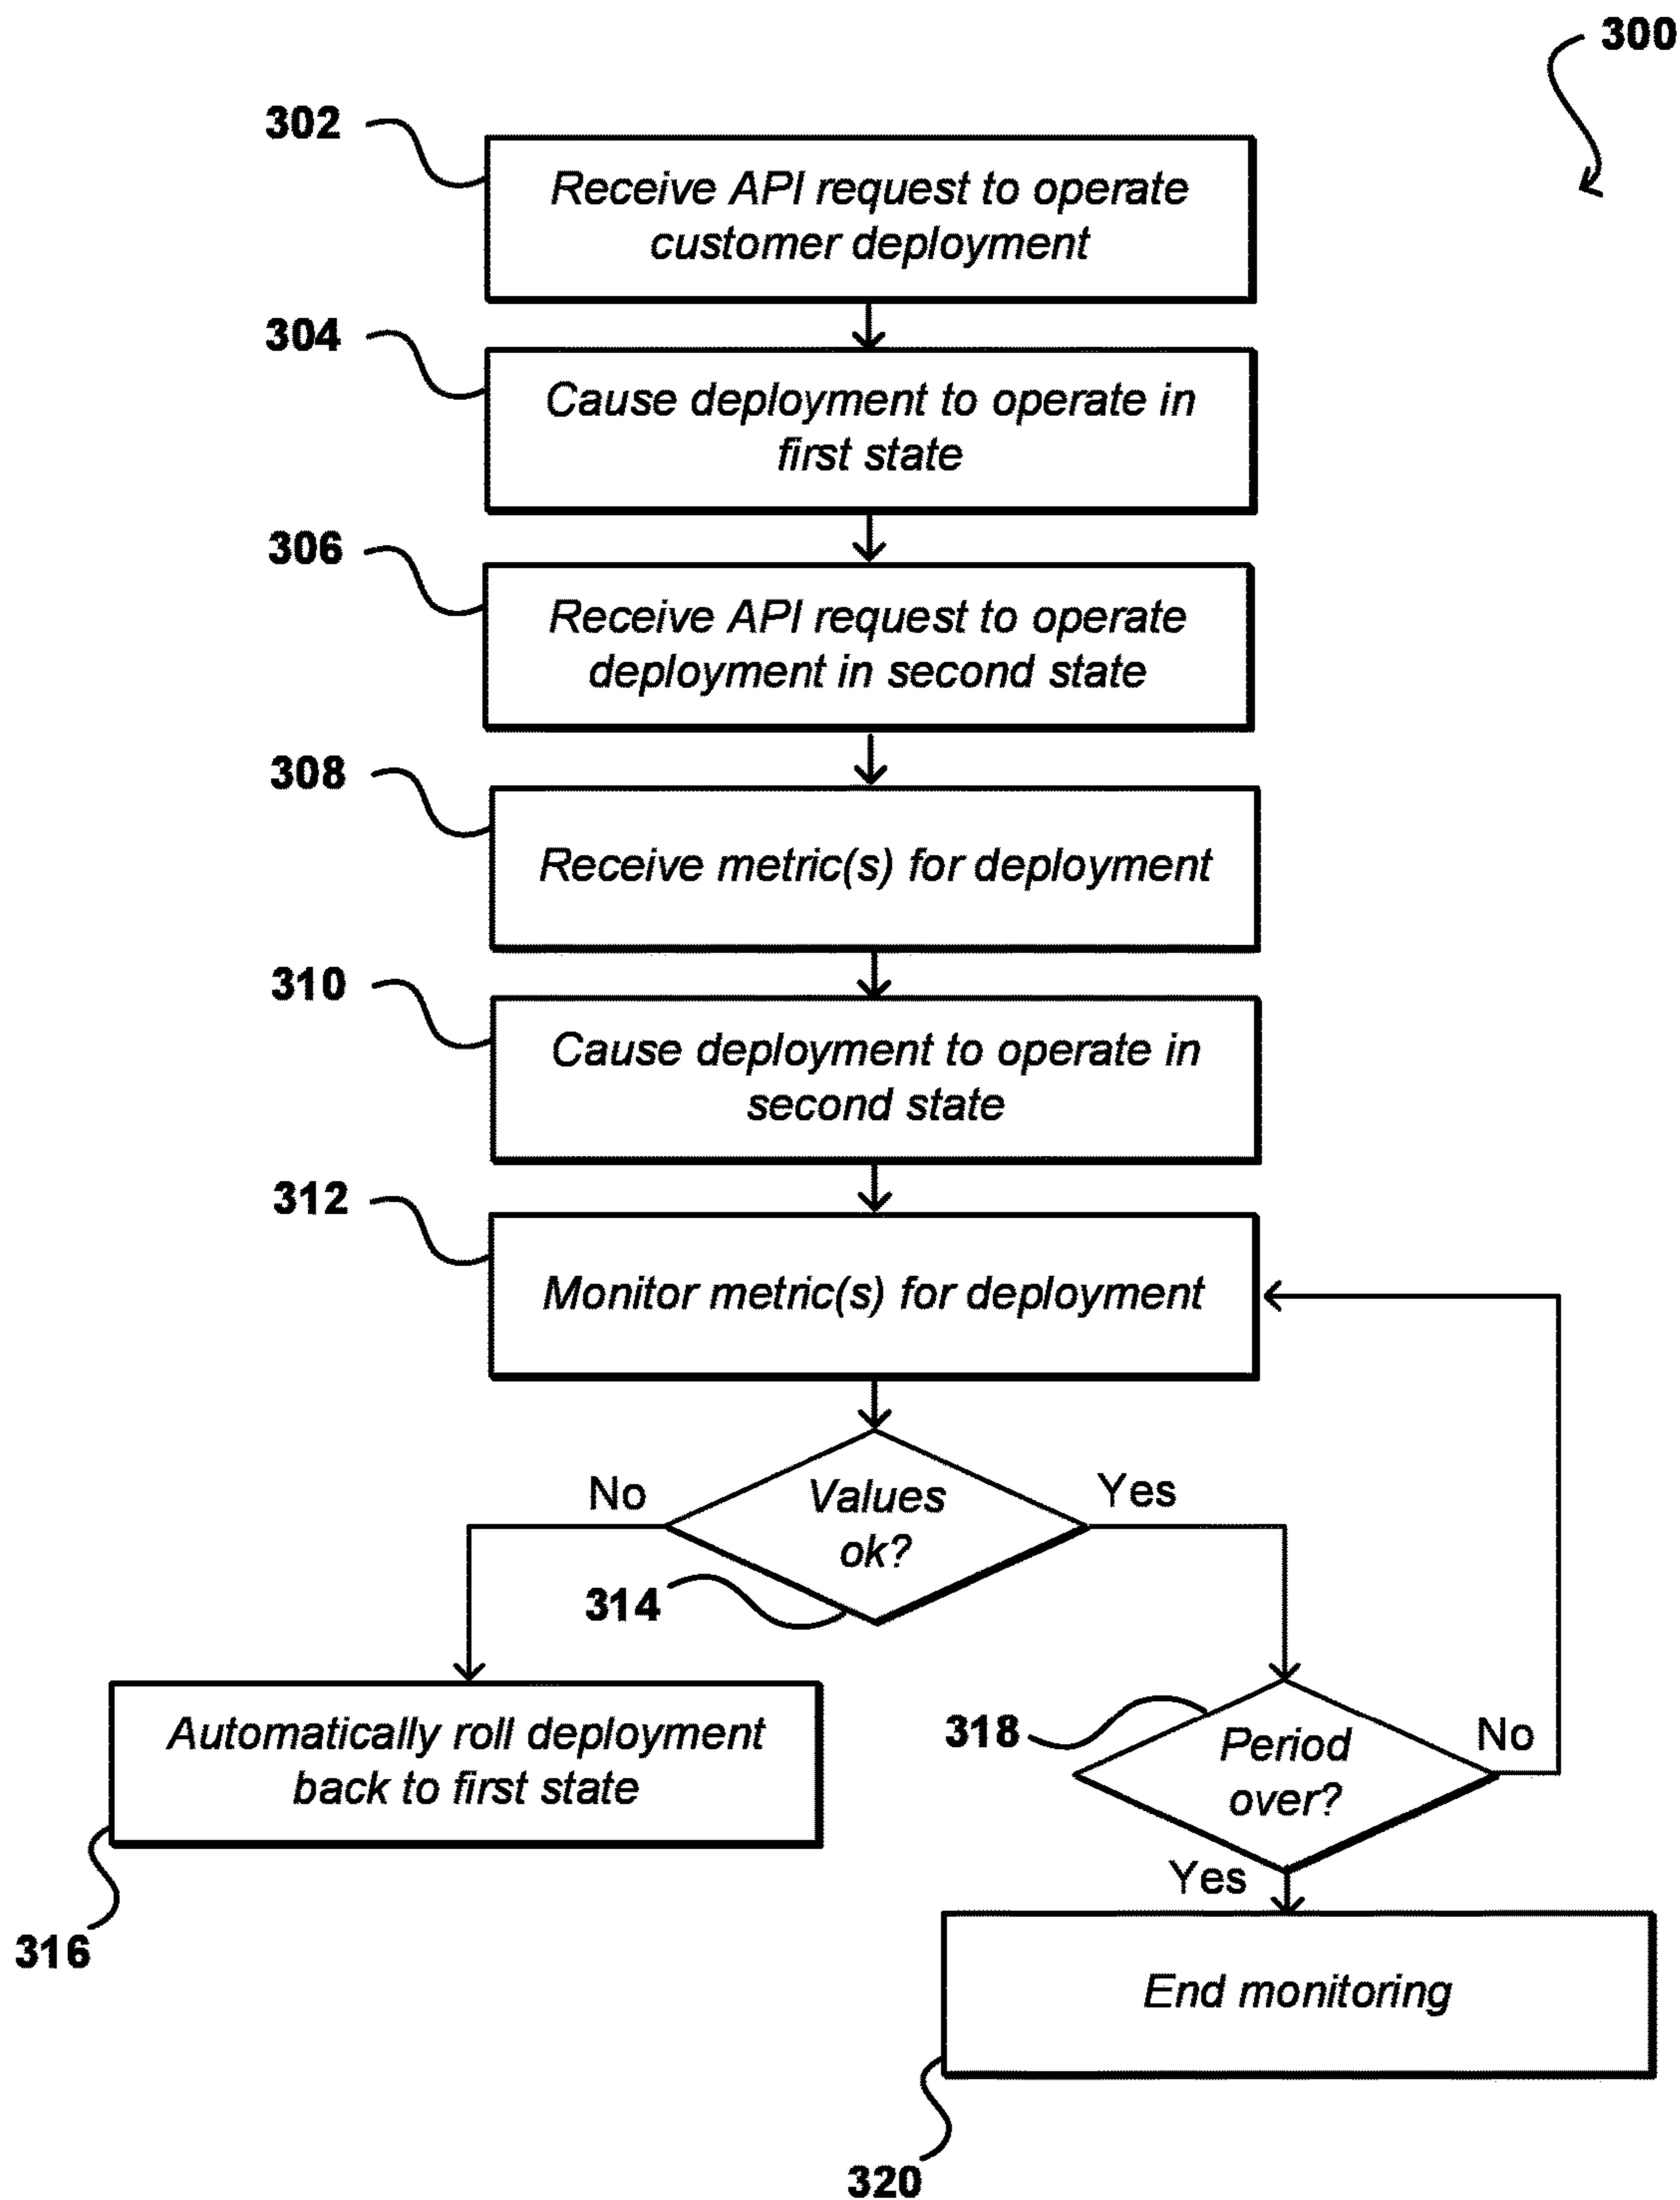 300
302
Receive API request to operate
customer deployment
304
Cause deployment to operate in
first state
306
Receive API request to operate
deployment in second state
308
Receive metric(s) for deployment
310
Cause deployment to operate in
second state
312
Monitor metric(s) for deployment
No
Values
ok?
Yes
314
Automatically roll deployment
back to first state
316
318
Period
over?
No
Yes
End monitoring
320